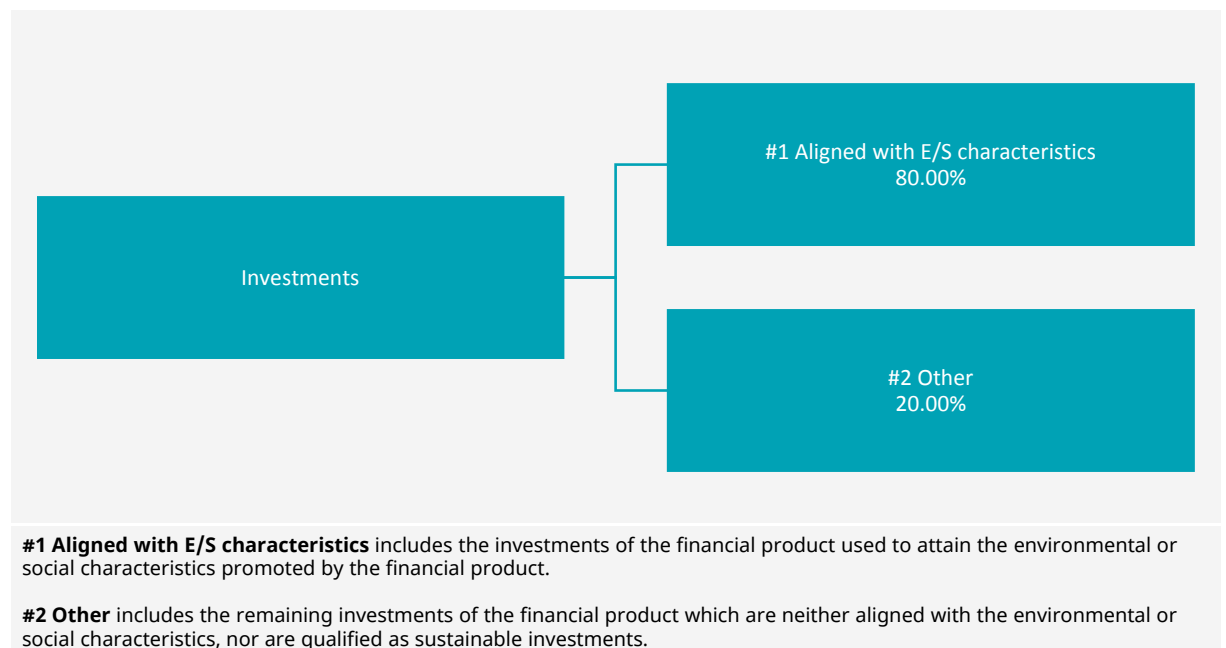 #1 Aligned with E/S characteristics
80.00%
Investments
#2 Other
20.00%
#1 Aligned with E/S characteristics includes the investments of the financial product used to attain the environmental or
social characteristics promoted by the financial product.
#2 Other includes the remaining investments of the financial product which are neither aligned with the environmental or
social characteristics, nor are qualified as sustainable investments.